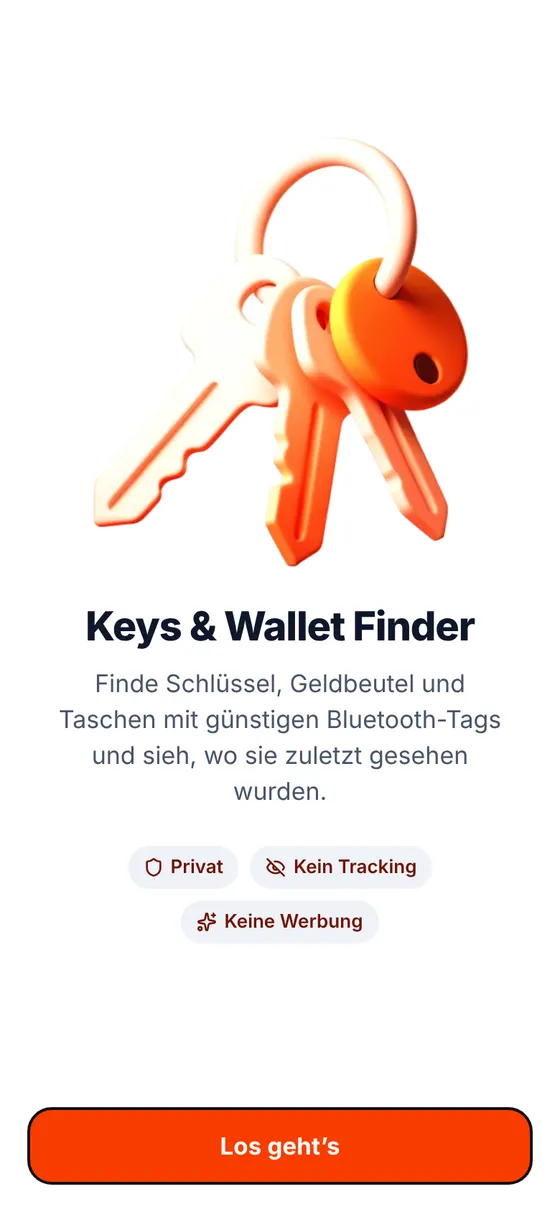 Keys & Wallet Finder
Finde Schlüssel, Geldbeutel und
Taschen mit günstigen Bluetooth-Tags
und sieh, wo sie zuletzt gesehen
wurden.
Privat
Kein Tracking
Keine Werbung
Los geht’s